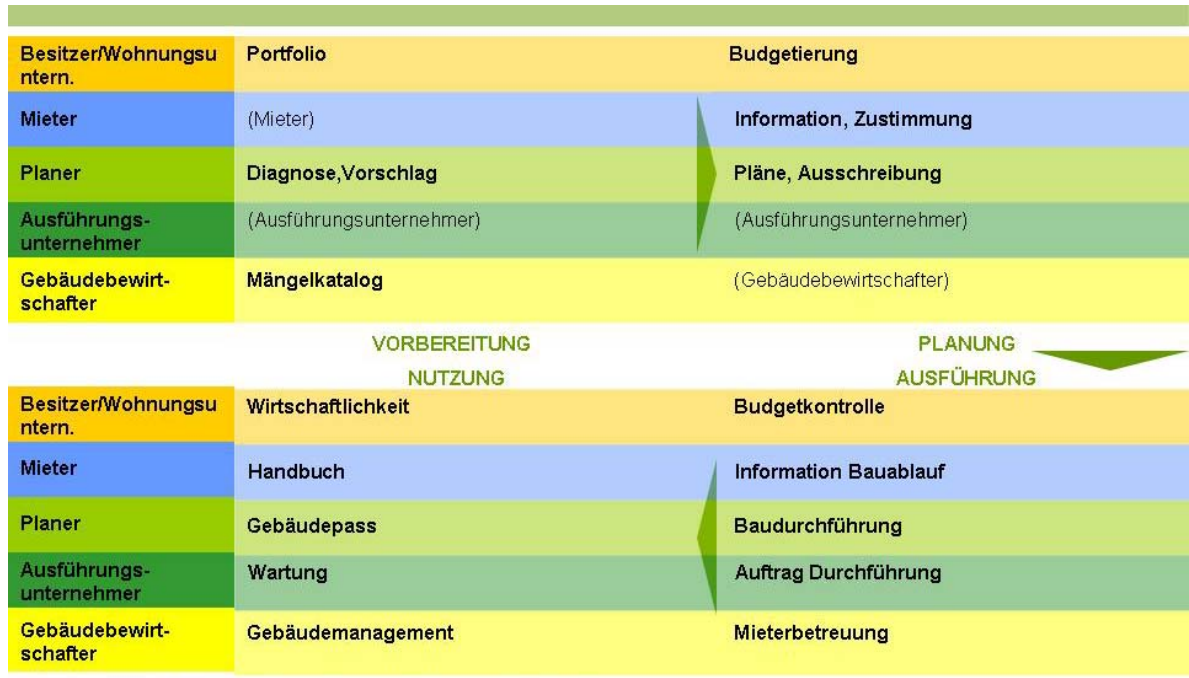 Besitzer/Wohnungsu
ntern.
Portfolio
Budgetierung
Mieter
(Mieter)
Information, Zustimmung
Planer
Diagnose,Vorschlag
Pläne, Ausschreibung
Ausführungs-
unternehmer
(Ausführungsunternehmer)
(Ausführungsunternehmer)
Gebäudebewirt-
schafter
Mängelkatalog
(Gebäudebewirtschafter)
VORBEREITUNG
PLANUNG
NUTZUNG
AUSFÜHRUNG
Besitzer/Wohnungsu
ntern.
Wirtschaftlichkeit
Budgetkontrolle
Mieter
Handbuch
Information Bauablauf
Planer
Gebäudepass
Baudurchführung
Ausführungs-
unternehmer
Wartung
Auftrag Durchführung
Gebäudebewirt-
schafter
Gebäudemanagement
Mieterbetreuung